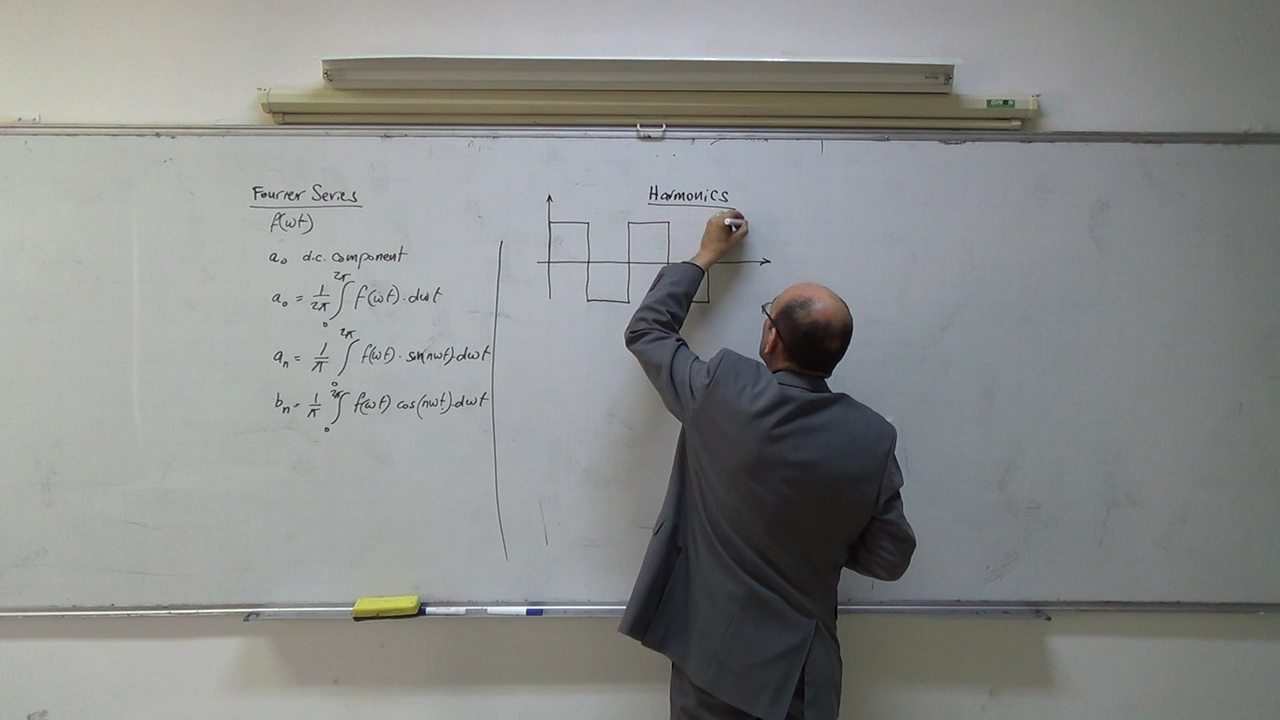 Fourier Series
f(ωt)
a₀ d.c. component
a₀ = 1/2π ∫₀^2π f(ωt)·dωt
aₙ = 1/π ∫₀^2π f(ωt)·sin(nωt)·dωt
bₙ = 1/π ∫₀^2π f(ωt) cos(nωt)·dωt
Harmonics